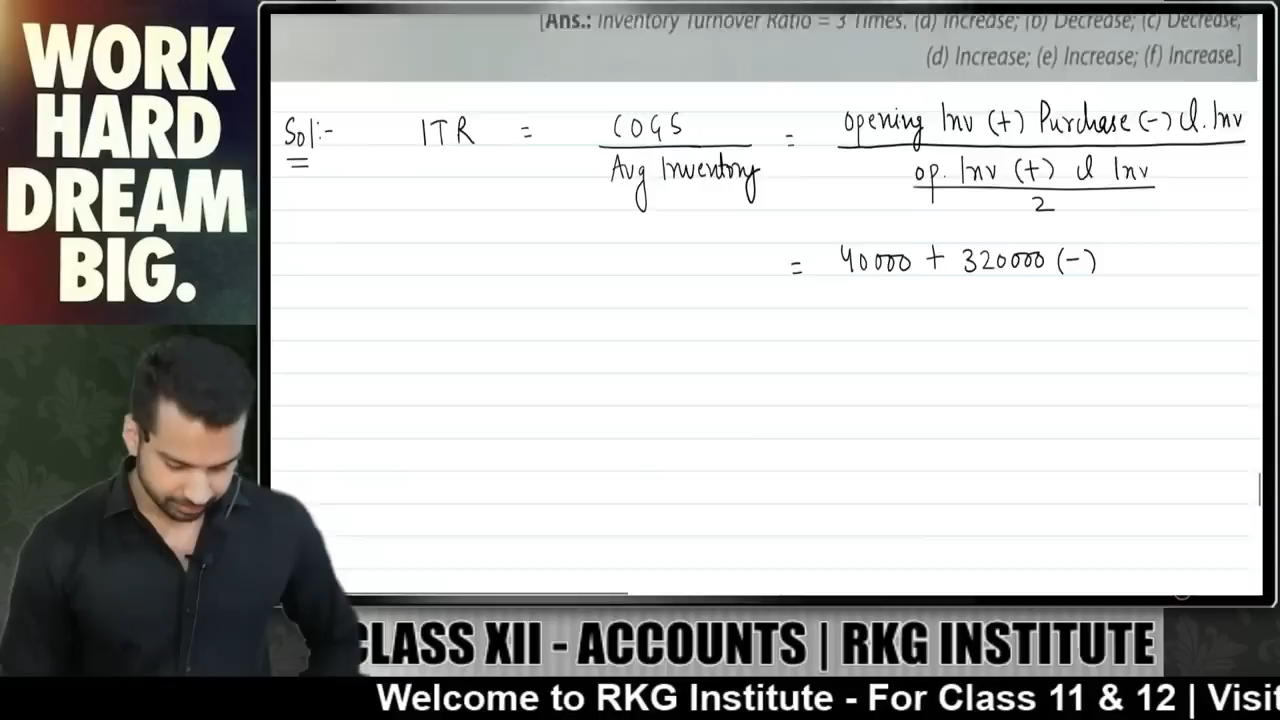 WORK
HARD
DREAM
BIG.
[Ans.: Inventory Turnover Ratio = 3 Times. (a) Increase; (b) Decrease; (c) Decrease;
(d) Increase; (e) Increase; (f) Increase.]
Sol:- ITR = COGS / Avg Inventory = Opening Inv (+) Purchase (-) Cl. Inv / op. Inv (+) Cl Inv / 2
= 40000 + 320000 (-)
CLASS XII - ACCOUNTS | RKG INSTITUTE
Welcome to RKG Institute - For Class 11 & 12 | Visit